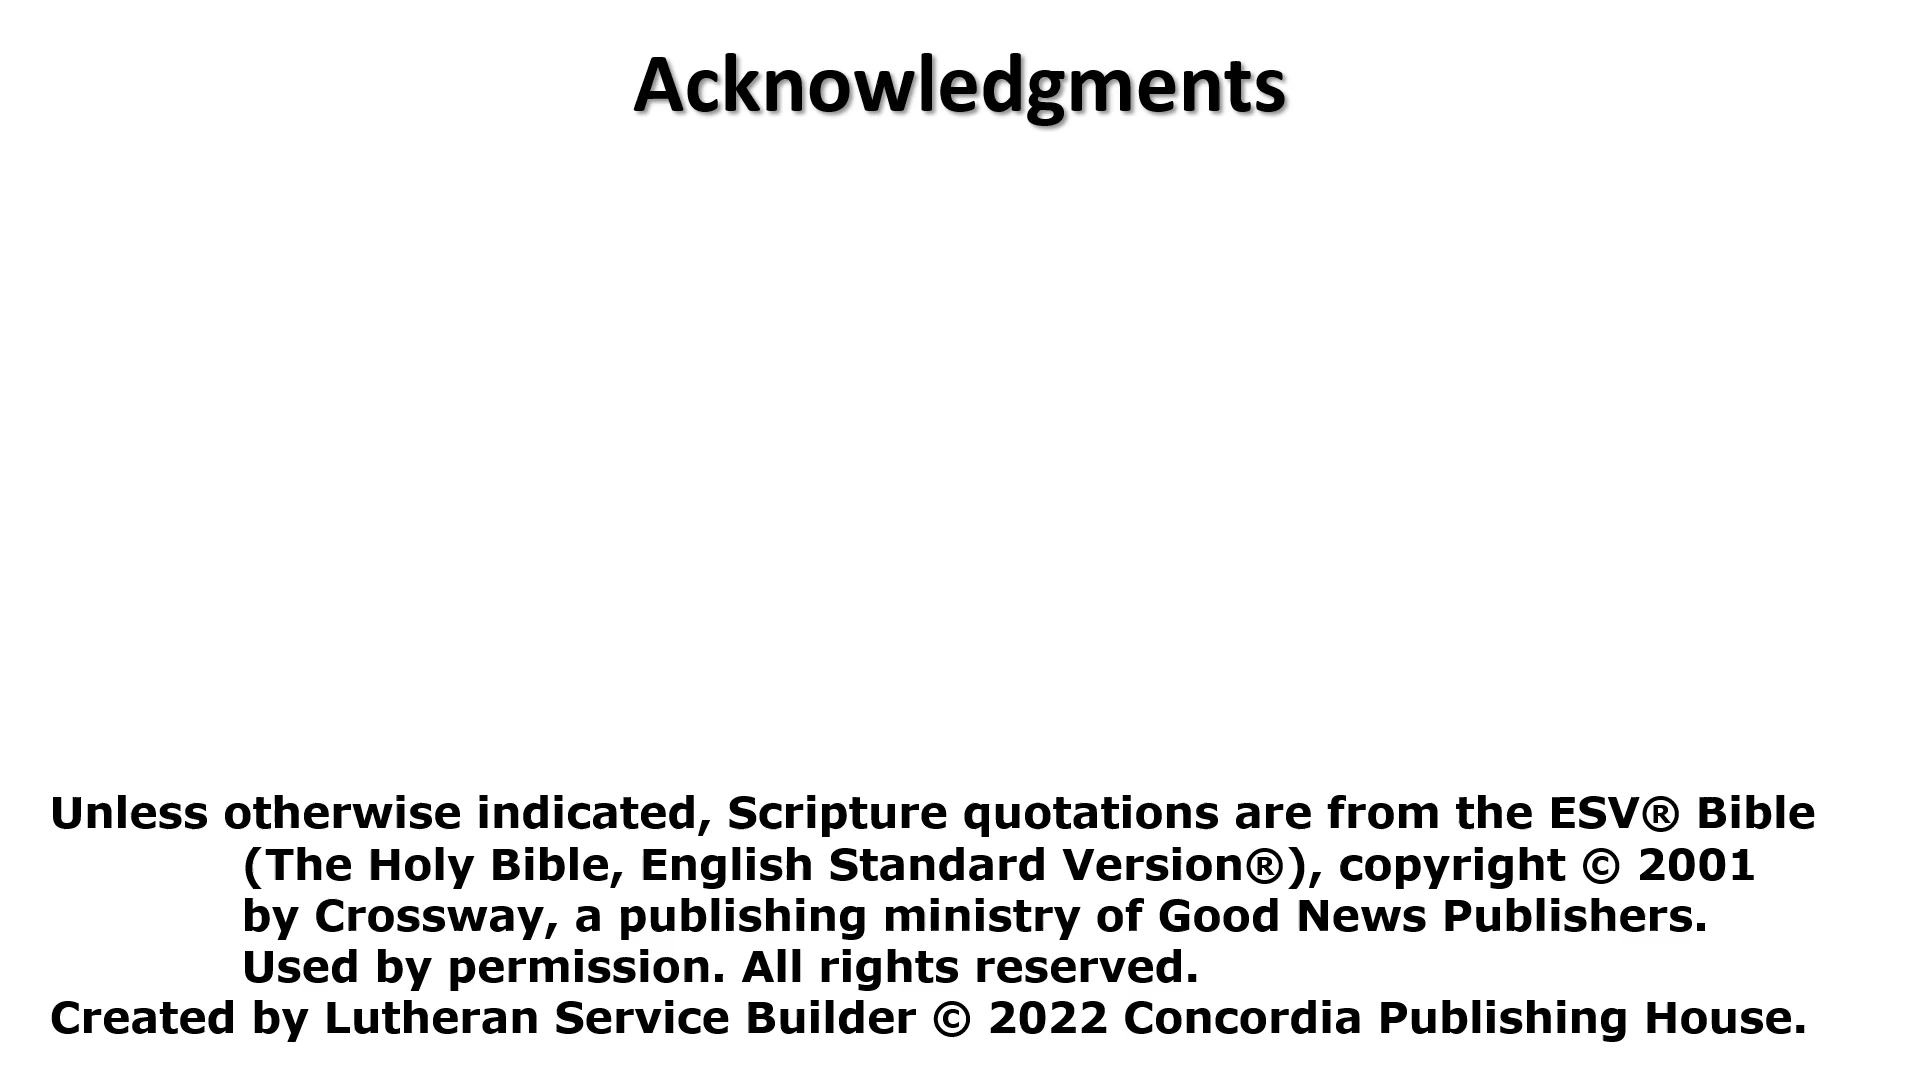 Acknowledgments
Unless otherwise indicated, Scripture quotations are from the ESV® Bible
(The Holy Bible, English Standard Version®), copyright © 2001
by Crossway, a publishing ministry of Good News Publishers.
Used by permission. All rights reserved.
Created by Lutheran Service Builder © 2022 Concordia Publishing House.